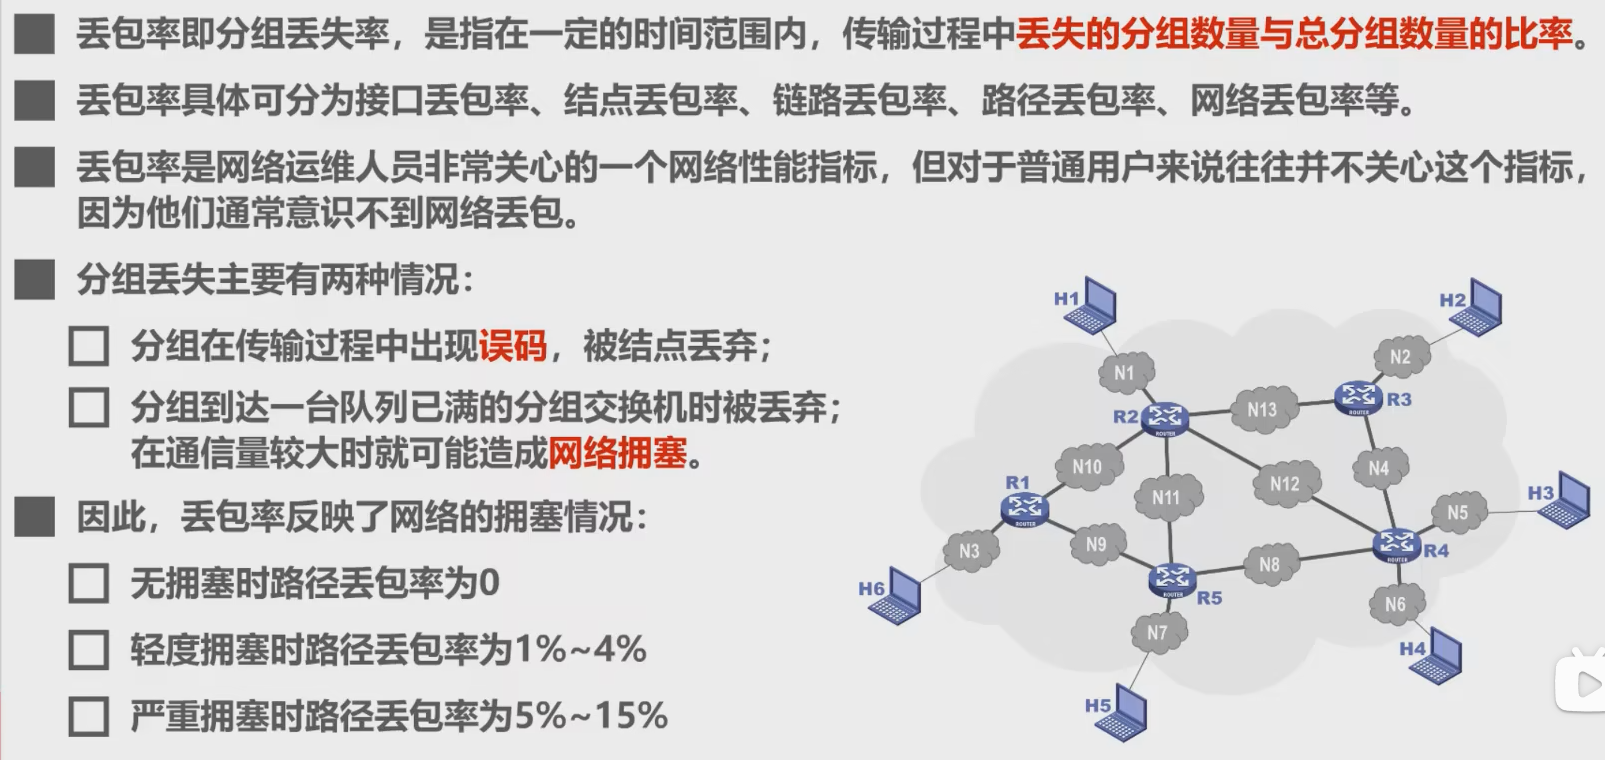 丢包率即分组丢失率，是指在一定的时间范围内，传输过程中丢失的分组数量与总分组数量的比率。
丢包率具体可分为接口丢包率、结点丢包率、链路丢包率、路径丢包率、网络丢包率等。
丢包率是网络运维人员非常关心的一个网络性能指标，但对于普通用户来说往往并不关心这个指标，
因为他们通常意识不到网络丢包。
分组丢失主要有两种情况：
分组在传输过程中出现误码，被结点丢弃；
分组到达一台队列已满的分组交换机时被丢弃；
在通信量较大时就可能造成网络拥塞。
因此，丢包率反映了网络的拥塞情况：
无拥塞时路径丢包率为0
轻度拥塞时路径丢包率为1%~4%
严重拥塞时路径丢包率为5%~15%
H1
H2
N1
N2
R2
ROUTER
N13
R3
ROUTER
N10
N11
N12
N4
R1
ROUTER
H3
N5
N3
N9
R4
ROUTER
N8
H6
R5
ROUTER
N6
N7
H4
H5